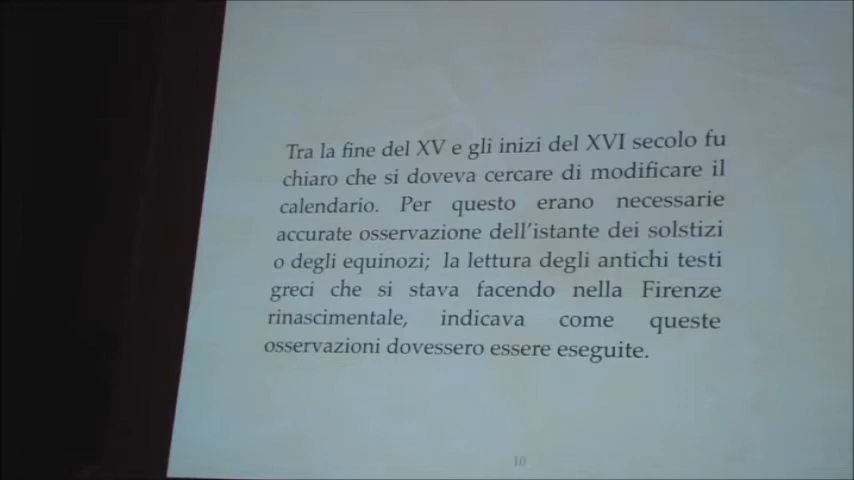 Tra la fine del XV e gli inizi del XVI secolo fu
chiaro che si doveva cercare di modificare il
calendario. Per questo erano necessarie
accurate osservazione dell'istante dei solstizi
o degli equinozi; la lettura degli antichi testi
greci che si stava facendo nella Firenze
rinascimentale, indicava come queste
osservazioni dovessero essere eseguite.
10